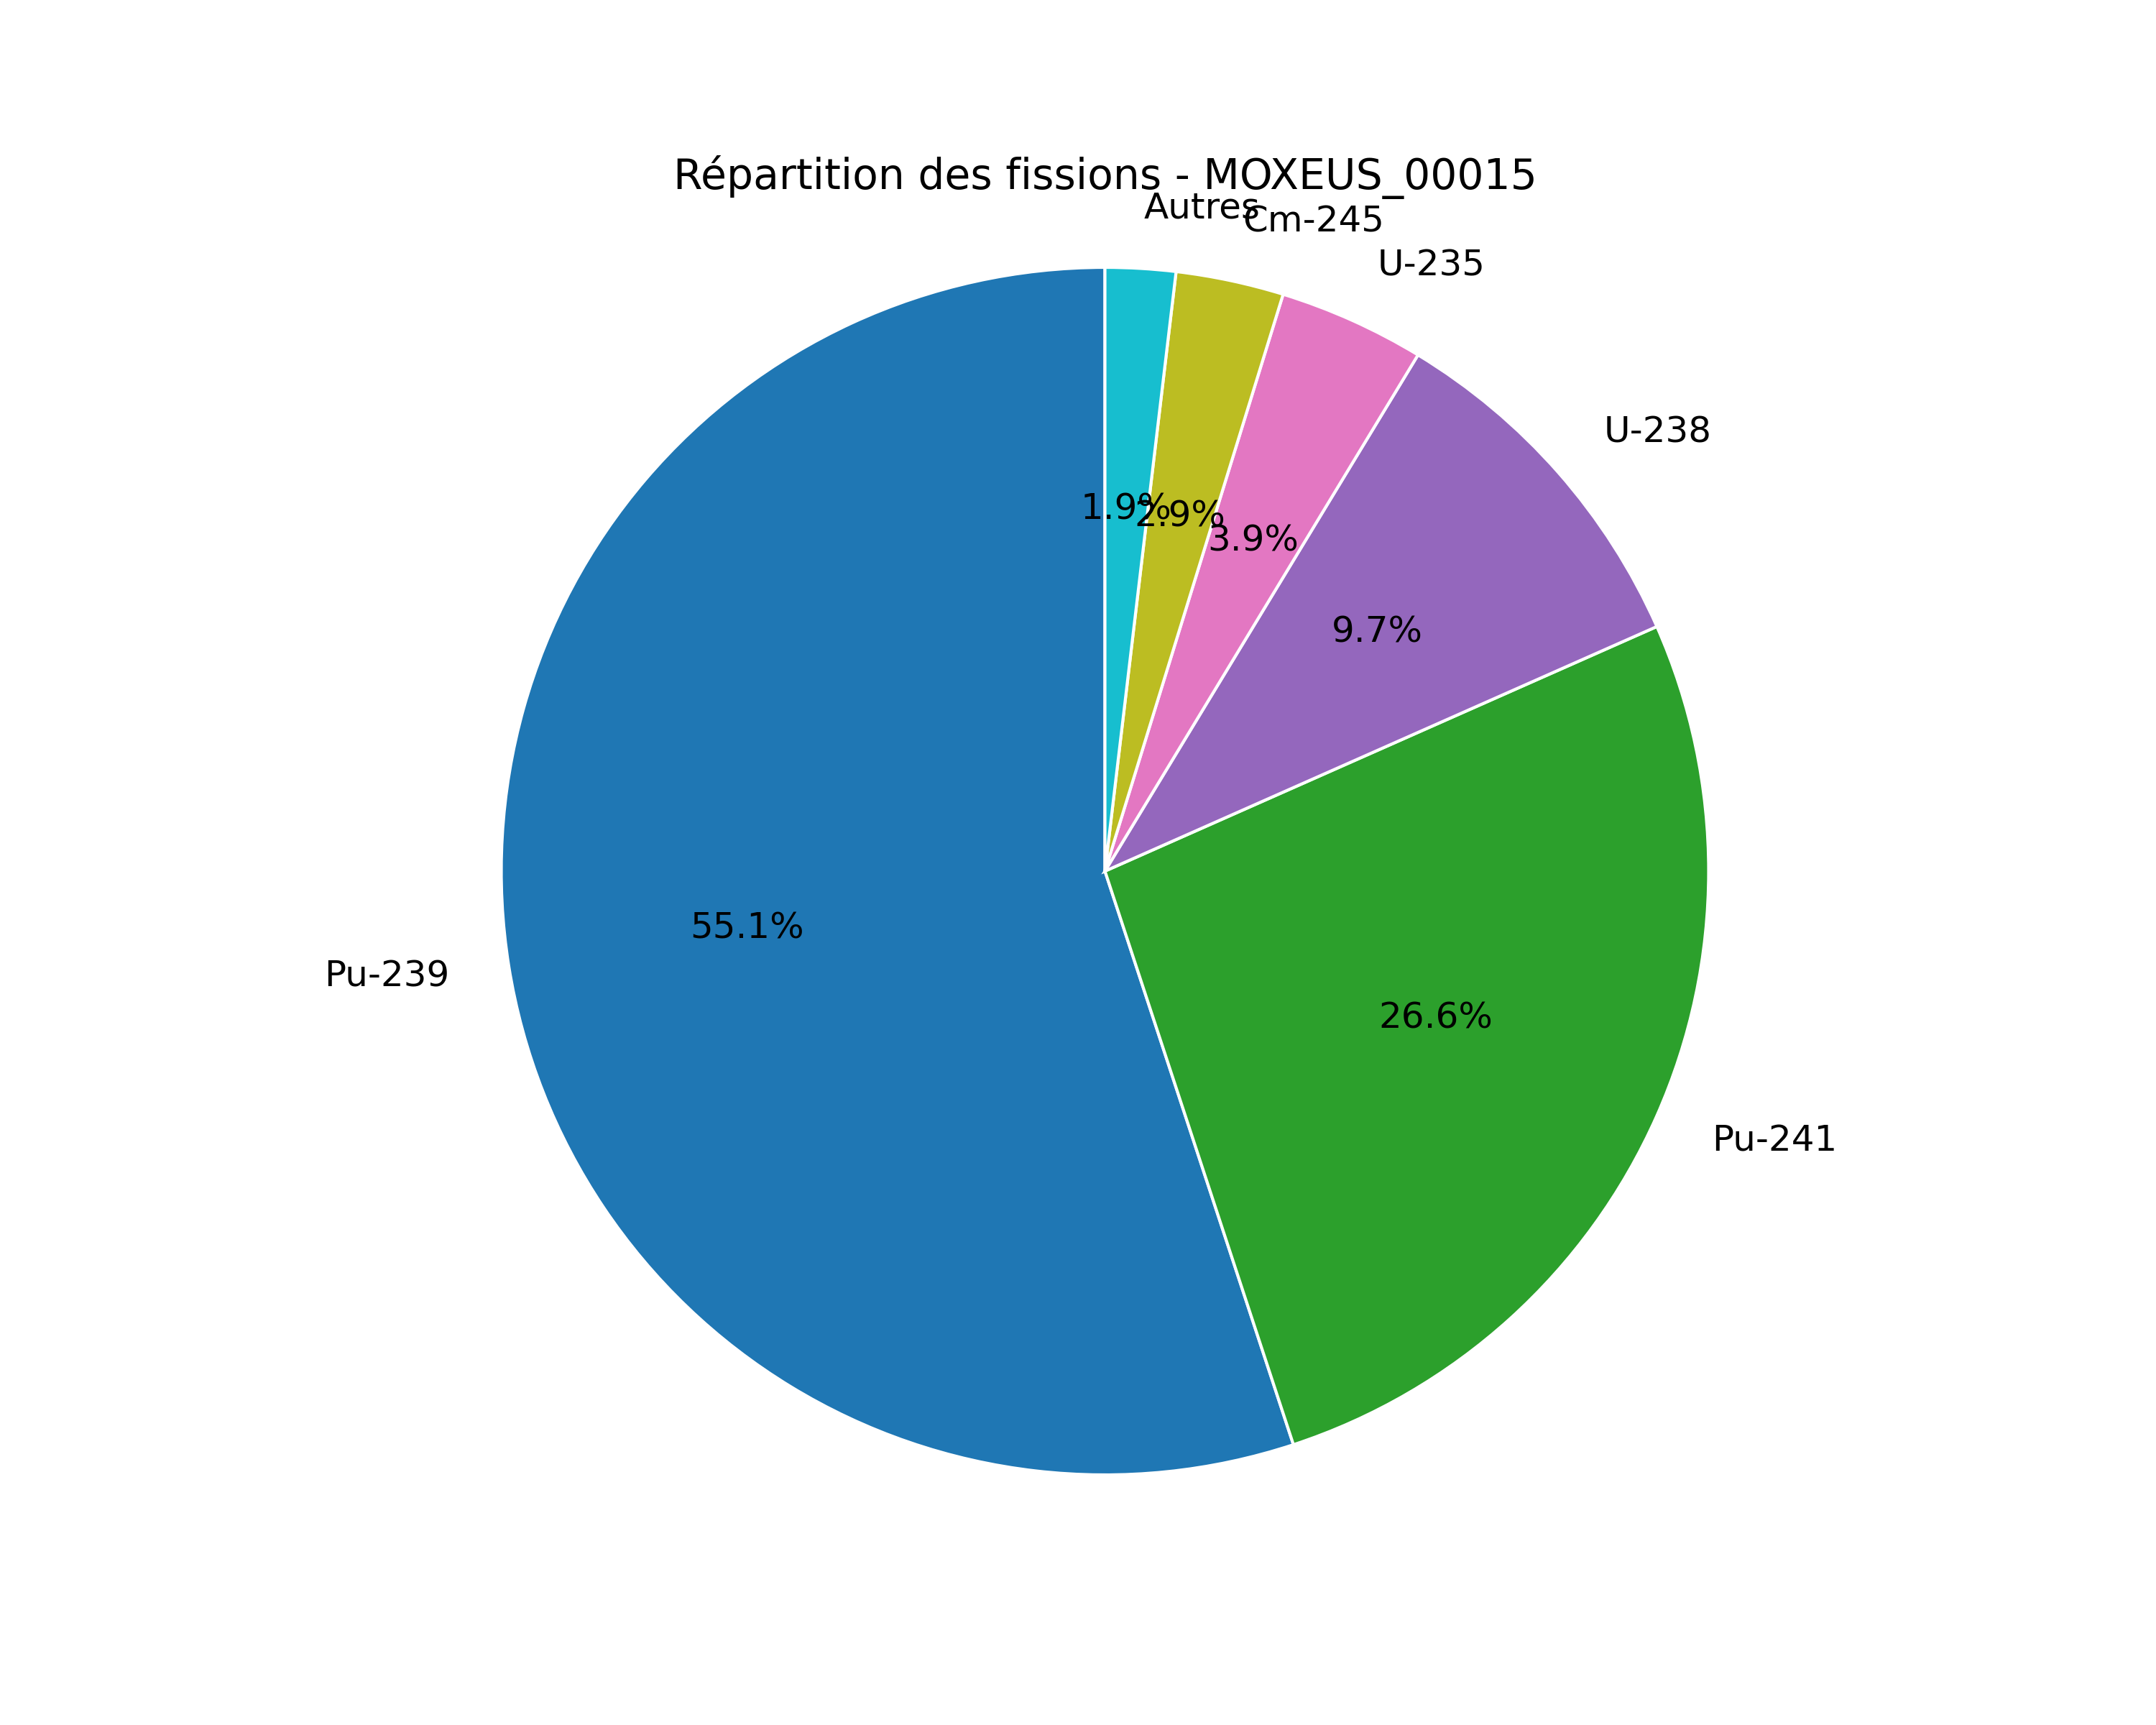 Répartition des fissions - MOXEUS_00015
Autres
Cm-245
U-235
U-238
1.9%
2.9%
3.9%
9.7%
55.1%
Pu-239
26.6%
Pu-241